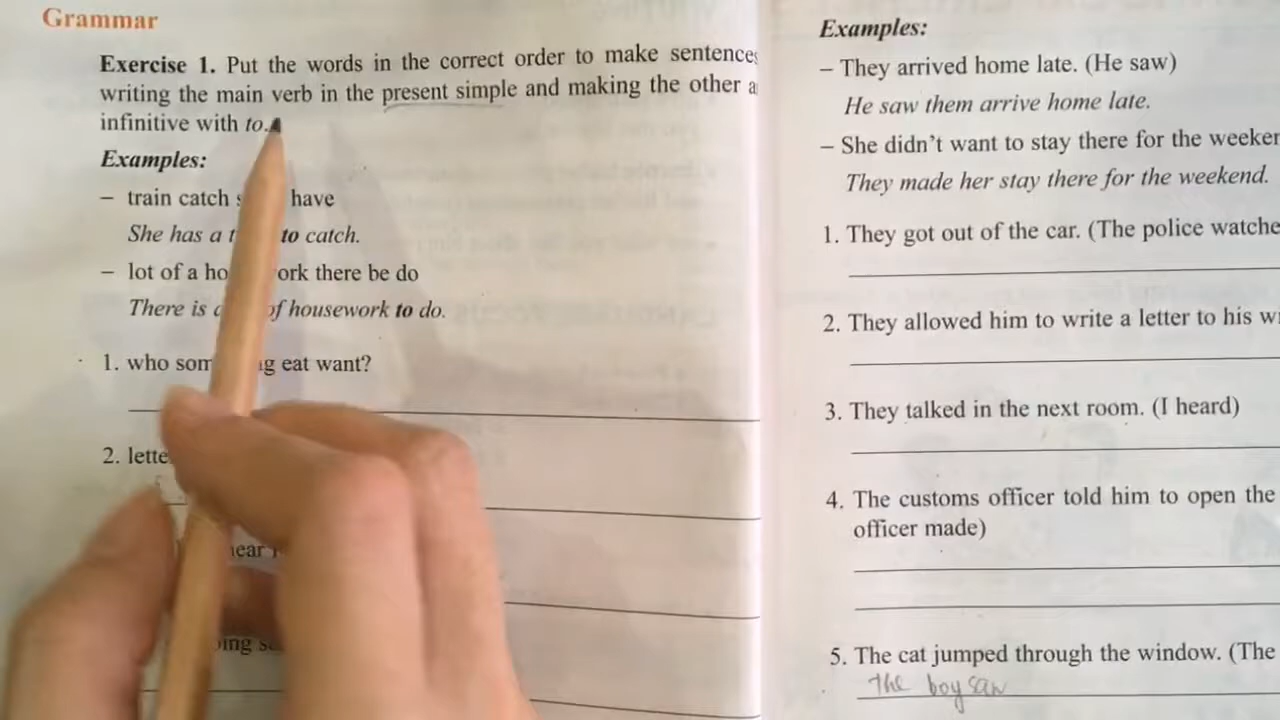 Grammar
Exercise 1. Put the words in the correct order to make sentences
writing the main verb in the present simple and making the other a
infinitive with to.
Examples:
– train catch have
She has a to catch.
– lot of a there be do
There is of housework to do.
1. who eat want?
2.
Examples:
– They arrived home late. (He saw)
He saw them arrive home late.
– She didn't want to stay there for the
They made her stay there for the weekend.
1. They got out of the car. (The police
2. They allowed him to write a letter to his
3. They talked in the next room. (I heard)
4. The customs officer told him to open the
officer made)
5. The cat jumped through the window. (The
The boy saw